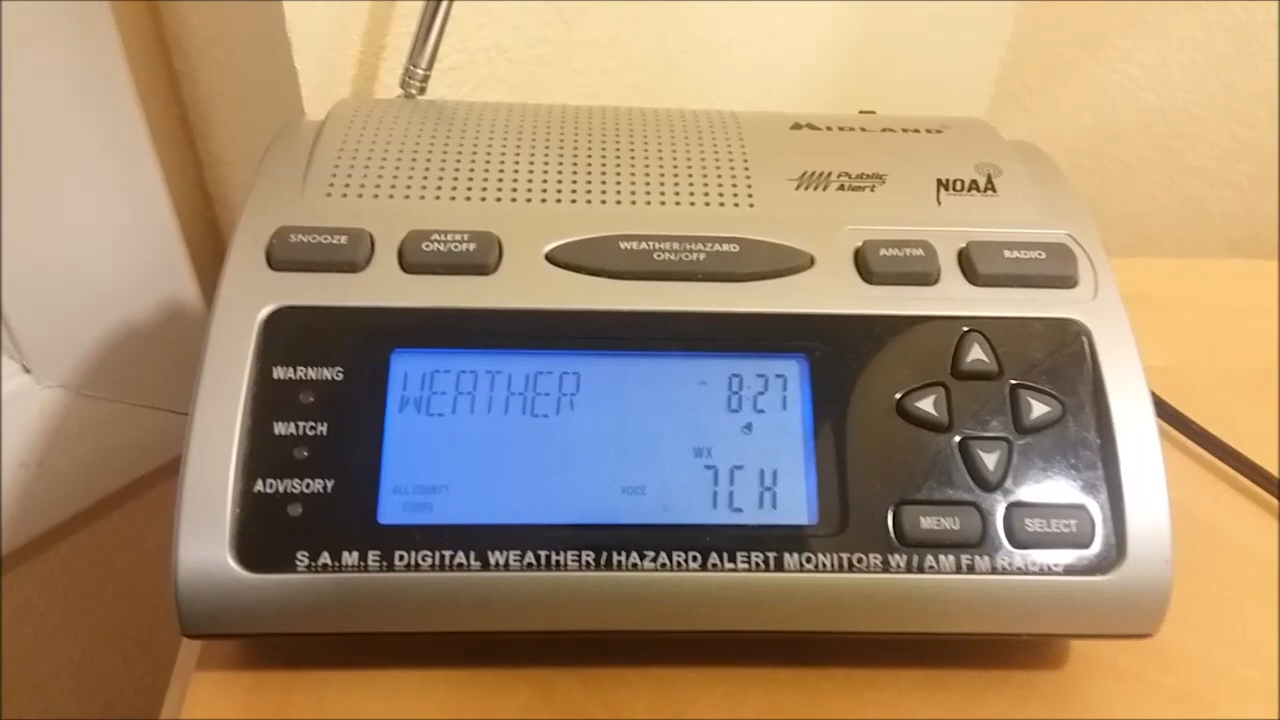 MIDLAND
Public
Alert
NOAA
SNOOZE
ALERT
ON/OFF
WEATHER/HAZARD
ON/OFF
AM/FM
RADIO
WARNING
WATCH
ADVISORY
WEATHER
8:27
WX
7CH
ALL COUNTY
CODES
VOICE
MENU
SELECT
S.A.M.E. DIGITAL WEATHER / HAZARD ALERT MONITOR W / AM FM RADIO